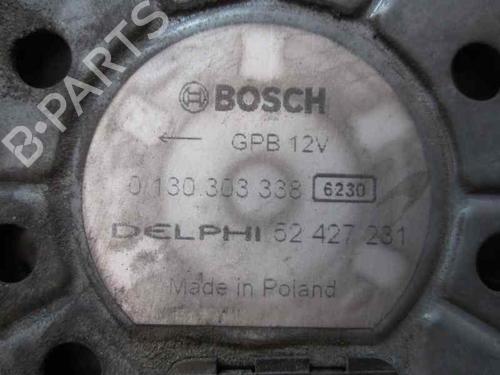 B-PARTS
BOSCH
GPB 12V
0 130 303 338 6230
DELPHI 52 427 231
Made in Poland